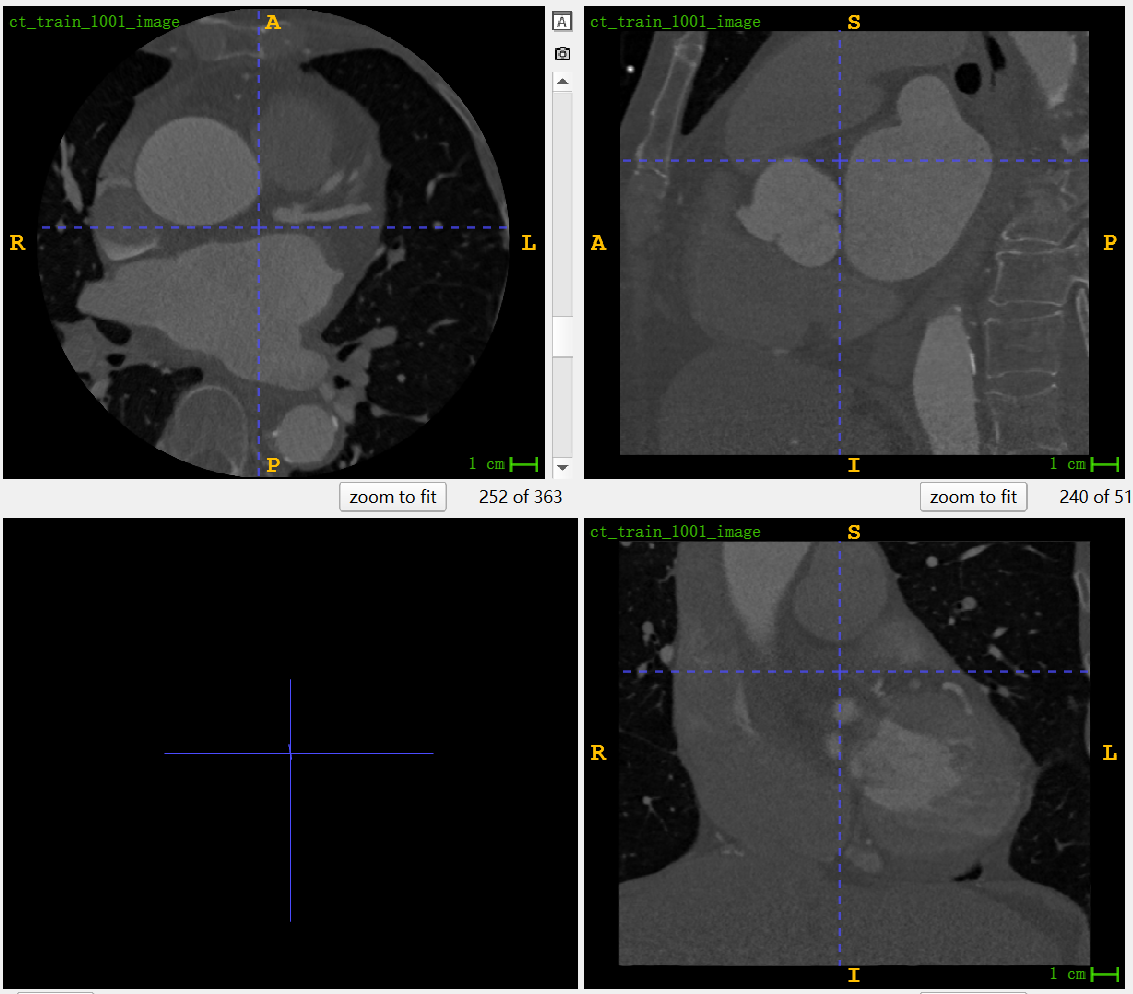 ct_train_1001_image
A
R
L
P
1 cm
A
zoom to fit
252 of 363
ct_train_1001_image
S
A
P
I
1 cm
zoom to fit
240 of 51
ct_train_1001_image
S
R
L
I
1 cm